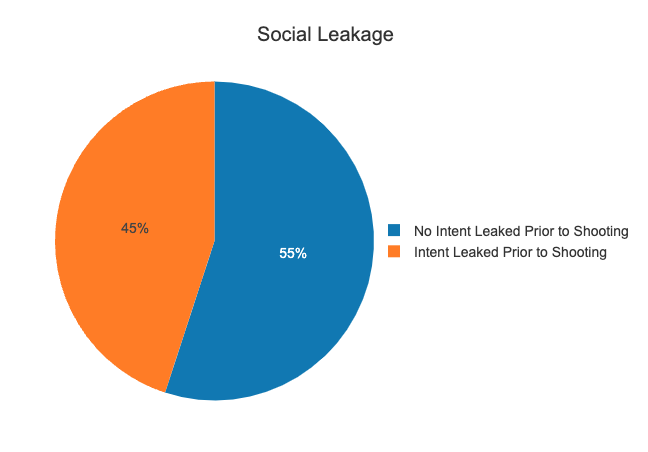 Social Leakage
45%
55%
No Intent Leaked Prior to Shooting
Intent Leaked Prior to Shooting